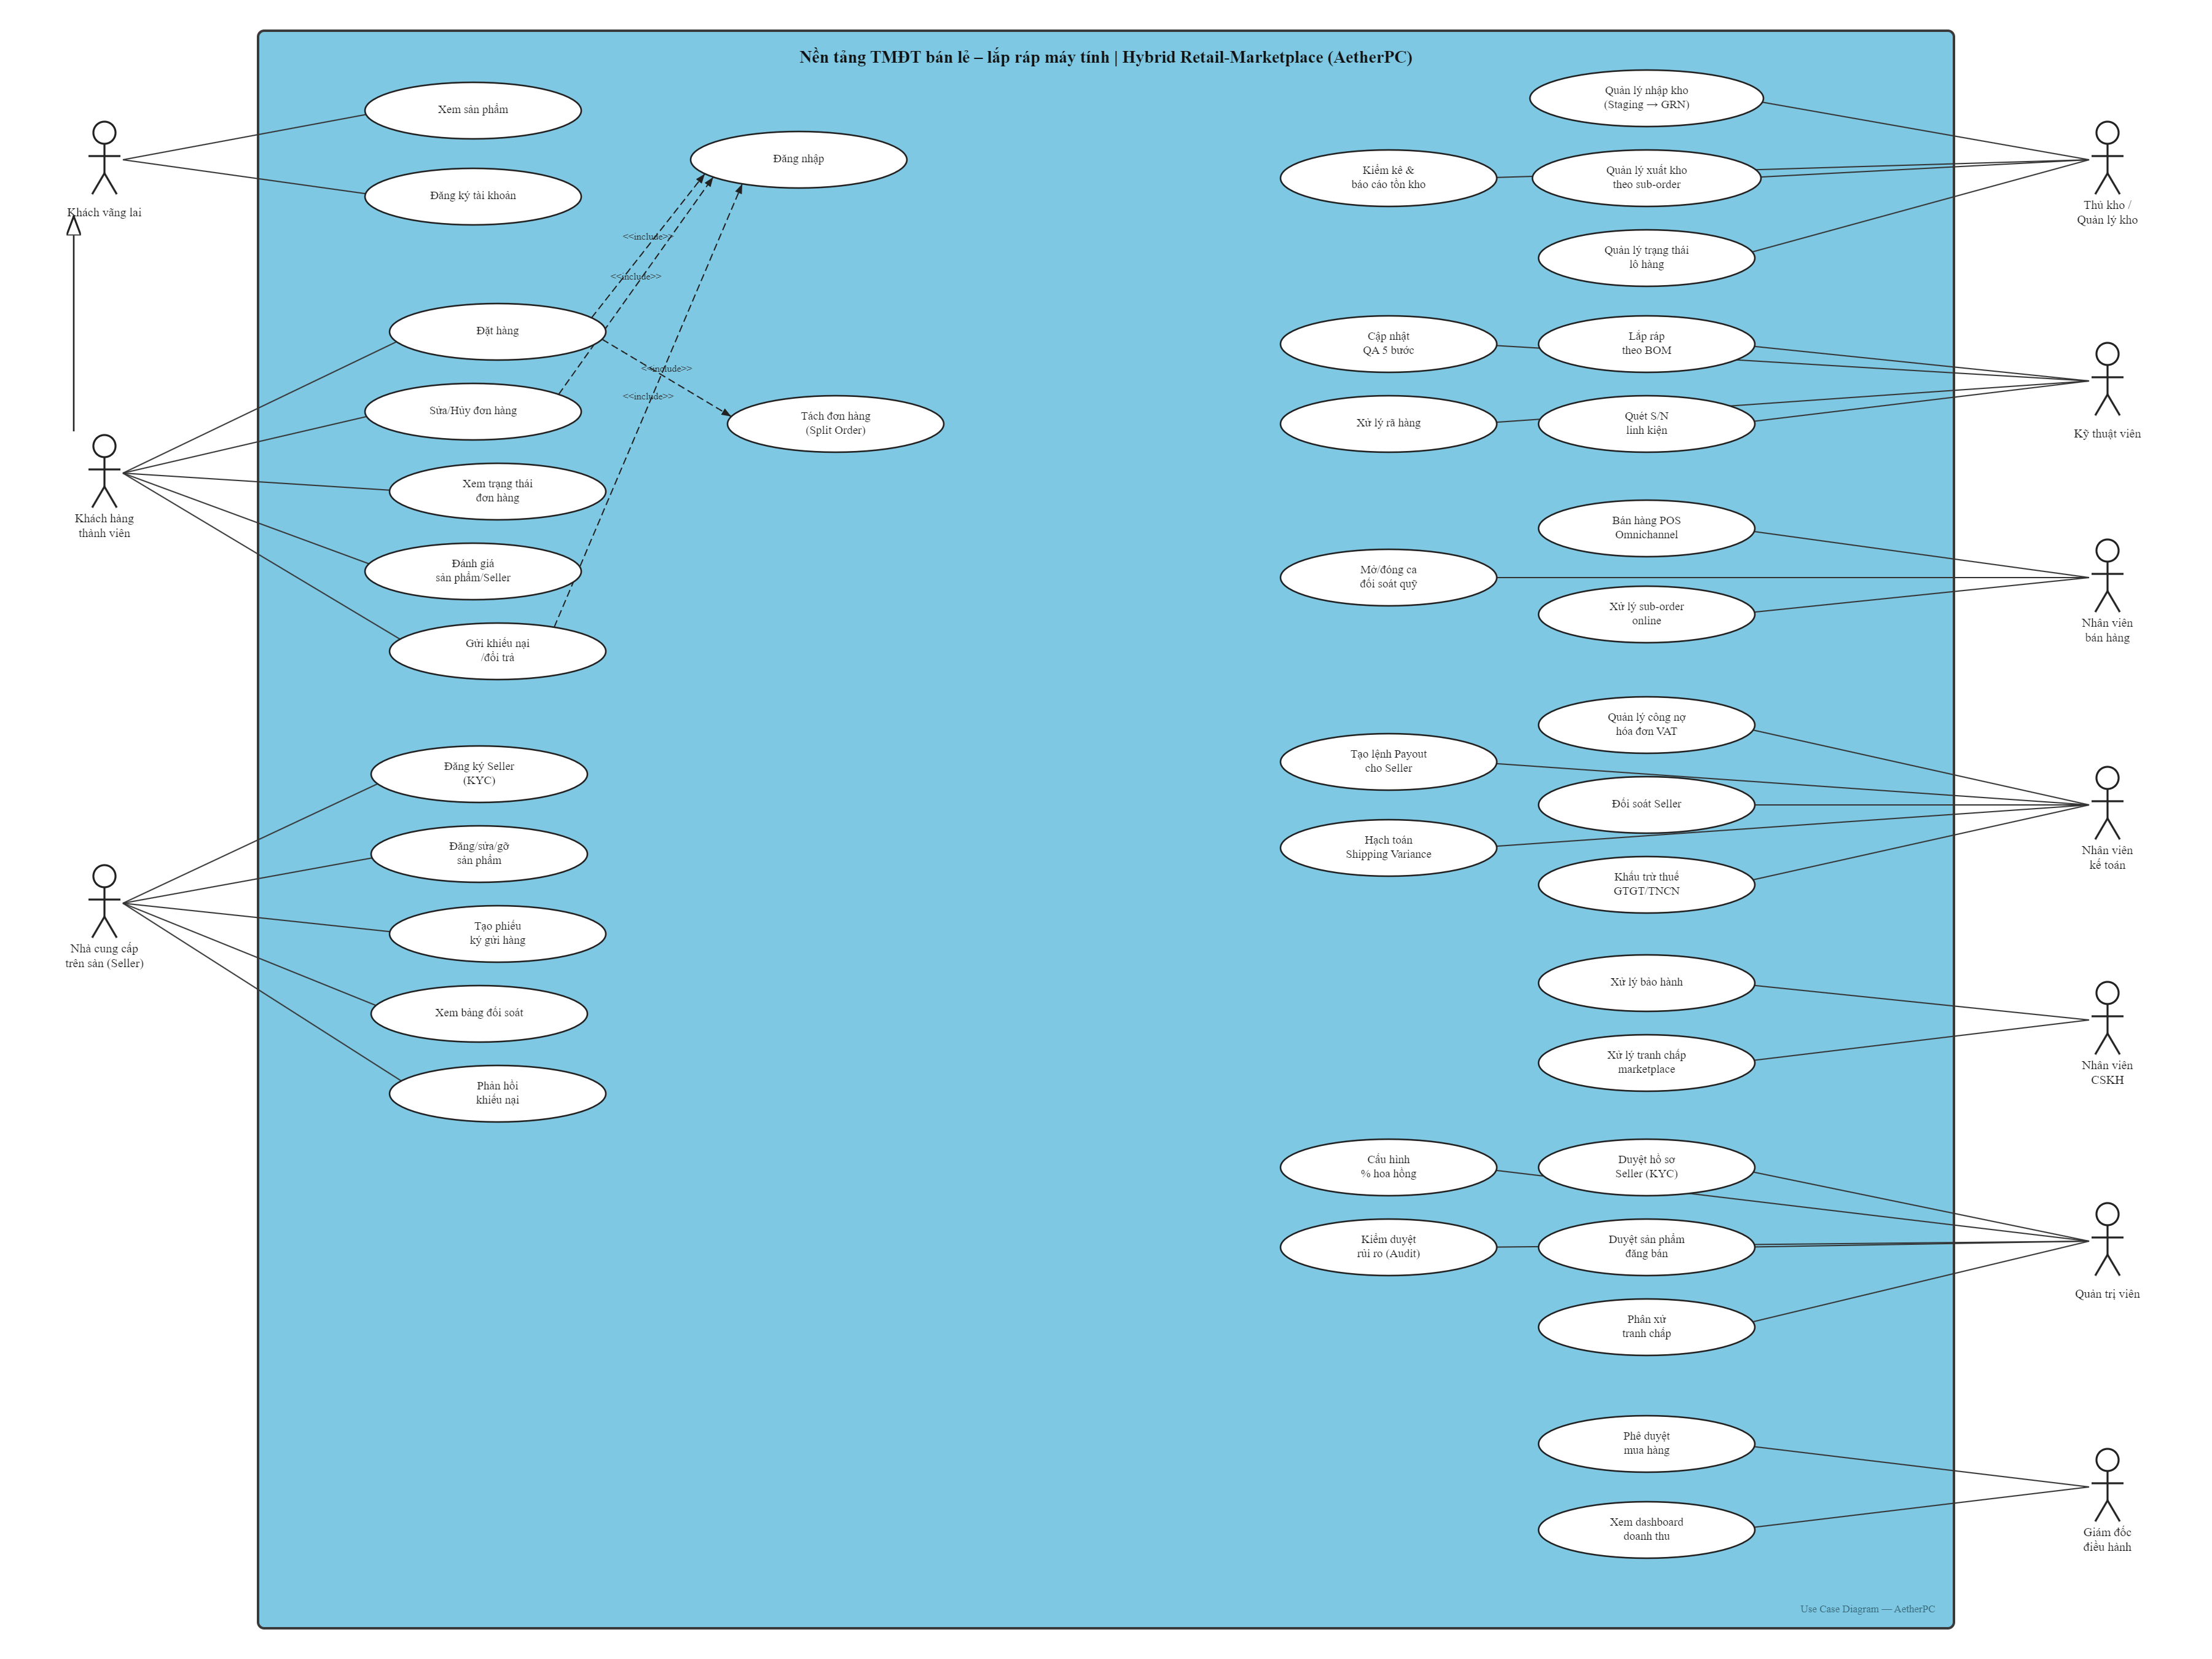 Nền tảng TMĐT bán lẻ – lắp ráp máy tính | Hybrid Retail-Marketplace (AetherPC)
Khách vãng lai
Xem sản phẩm
Đăng ký tài khoản
Đăng nhập
<<include>>
<<include>>
<<include>>
<<include>>
Khách hàng
thành viên
Đặt hàng
Sửa/Hủy đơn hàng
Xem trạng thái
đơn hàng
Đánh giá
sản phẩm/Seller
Gửi khiếu nại
/đổi trả
Tách đơn hàng
(Split Order)
Nhà cung cấp
trên sàn (Seller)
Đăng ký Seller
(KYC)
Đăng/sửa/gỡ
sản phẩm
Tạo phiếu
ký gửi hàng
Xem bảng đối soát
Phản hồi
khiếu nại
Quản lý nhập kho
(Staging → GRN)
Kiểm kê &
báo cáo tồn kho
Quản lý xuất kho
theo sub-order
Quản lý trạng thái
lô hàng
Thủ kho /
Quản lý kho
Cập nhật
QA 5 bước
Lắp ráp
theo BOM
Xử lý rã hàng
Quét S/N
linh kiện
Kỹ thuật viên
Bán hàng POS
Omnichannel
Mở/đóng ca
đối soát quỹ
Xử lý sub-order
online
Nhân viên
bán hàng
Quản lý công nợ
hóa đơn VAT
Tạo lệnh Payout
cho Seller
Đối soát Seller
Hạch toán
Shipping Variance
Khấu trừ thuế
GTGT/TNCN
Nhân viên
kế toán
Xử lý bảo hành
Xử lý tranh chấp
marketplace
Nhân viên
CSKH
Cấu hình
% hoa hồng
Duyệt hồ sơ
Seller (KYC)
Kiểm duyệt
rủi ro (Audit)
Duyệt sản phẩm
đăng bán
Phân xử
tranh chấp
Quản trị viên
Phê duyệt
mua hàng
Xem dashboard
doanh thu
Giám đốc
điều hành
Use Case Diagram — AetherPC